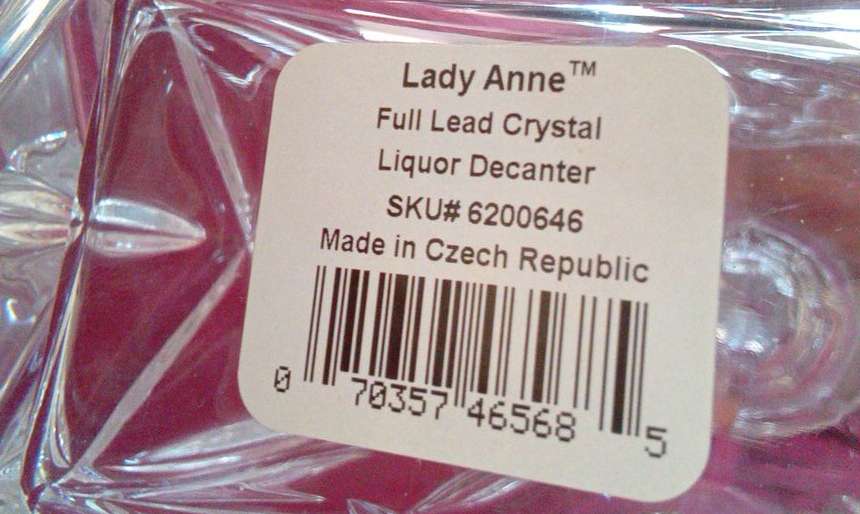 Lady Anne™
Full Lead Crystal
Liquor Decanter
SKU# 6200646
Made in Czech Republic
0 70357 46568 5